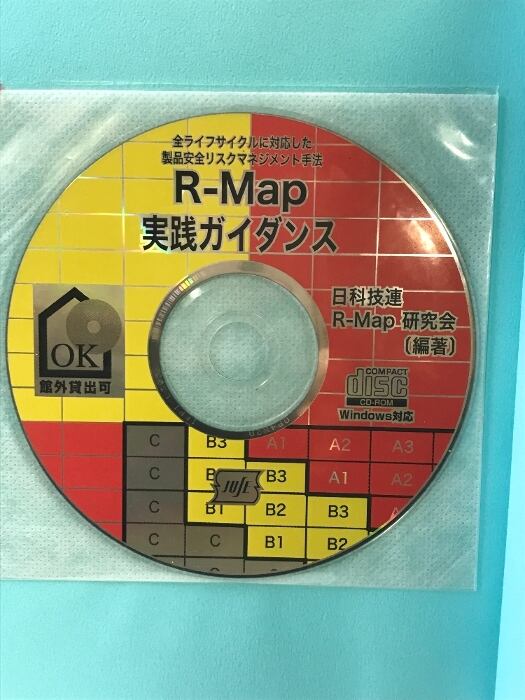 全ライフサイクルに対応した
製品安全リスクマネジメント手法
R-Map
実践ガイダンス
日科技連
R-Map 研究会
〔編著〕
OK
館外貸出可
COMPACT
disc
CD-ROM
Windows対応
C B3 A1 A2 A3
C B3 A1 A2
JUSE
C B1 B2 B3
C C B1 B2